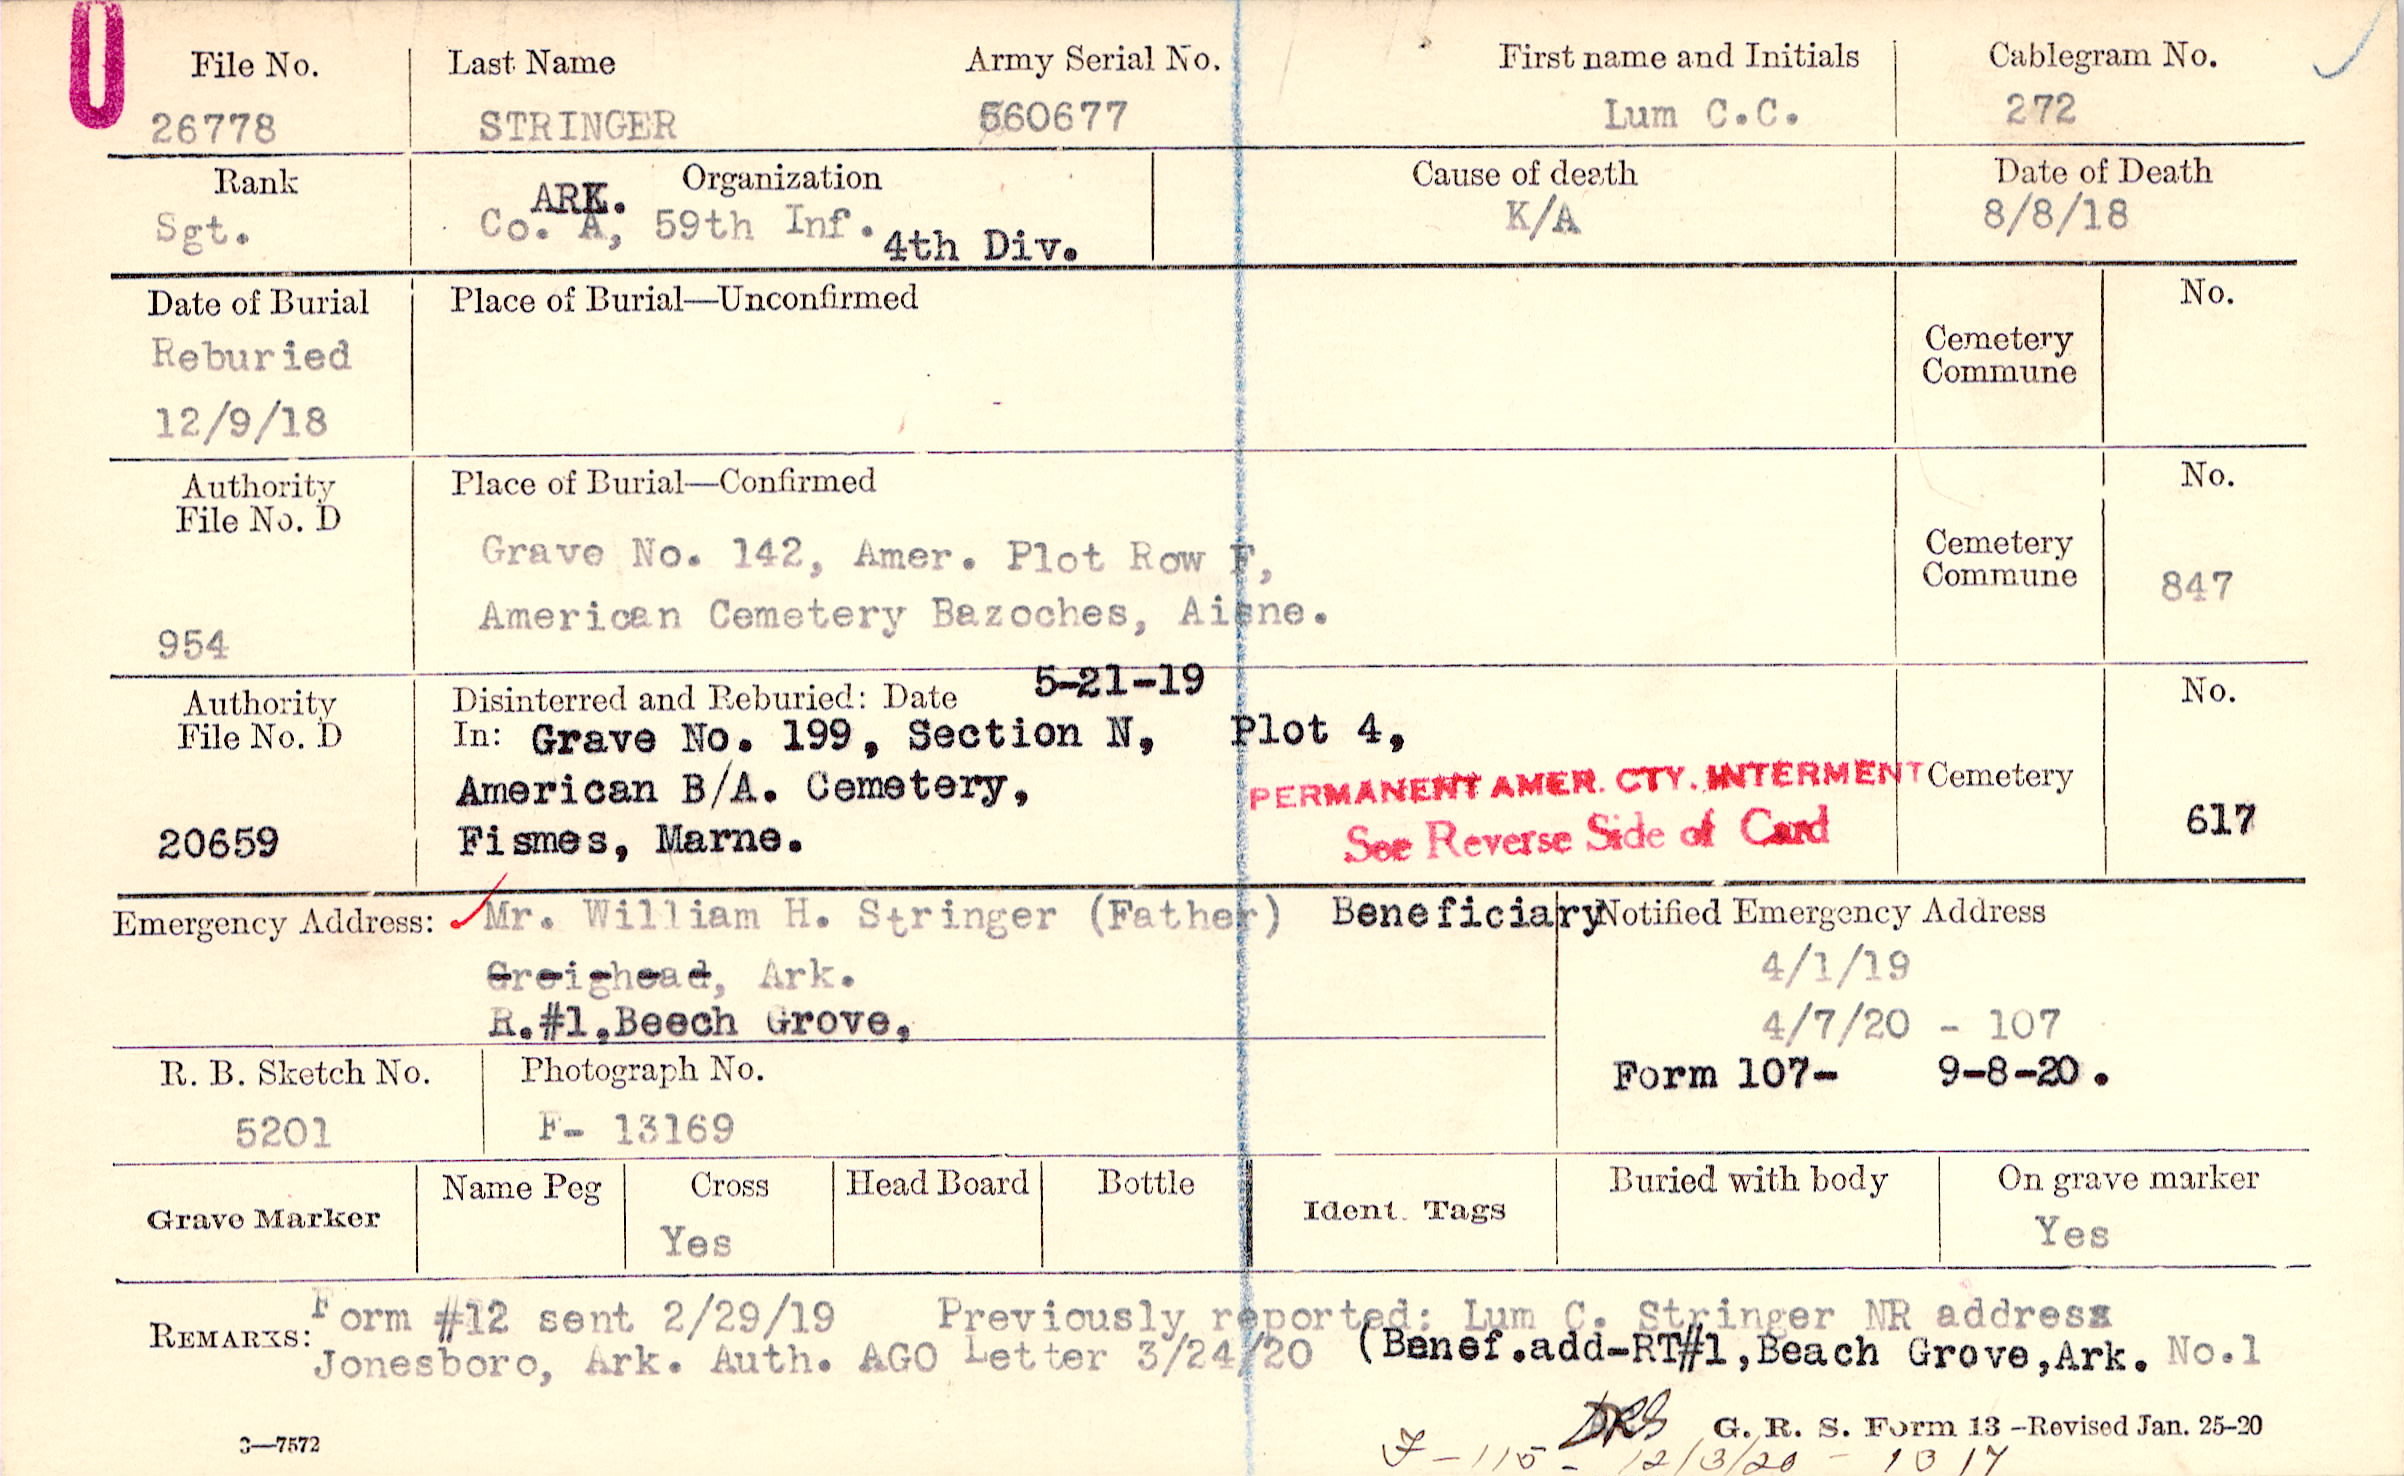 File No. Last Name Army Serial No. First name and Initials Cablegram No.
26778 STRINGER 560677 Lum C.C. 272
Rank Organization Cause of death Date of Death
Sgt. ARK. Co. A, 59th Inf. 4th Div. K/A 8/8/18
Date of Burial Place of Burial—Unconfirmed No.
Reburied Cemetery
Commune
12/9/18
Authority Place of Burial—Confirmed No.
File No. D
Grave No. 142, Amer. Plot Row F, Cemetery
Commune 847
American Cemetery Bazoches, Aisne.
954
Authority Disinterred and Reburied: Date 5-21-19 No.
File No. D In: Grave No. 199, Section N, Plot 4,
American B/A. Cemetery, PERMANENT AMER. CTY. INTERMENT Cemetery
20659 Fismes, Marne. See Reverse Side of Card 617
Emergency Address: Mr. William H. Stringer (Father) Beneficiary Notified Emergency Address
Greighead, Ark. 4/1/19
R.#1,Beech Grove, 4/7/20 - 107
R. B. Sketch No. Photograph No. Form 107- 9-8-20.
5201 F- 13169
Grave Marker Name Peg Cross Head Board Bottle Ident. Tags Buried with body On grave marker
Yes Yes
REMARKS: Form #12 sent 2/29/19 Previously reported: Lum C. Stringer NR address
Jonesboro, Ark. Auth. AGO Letter 3/24/20 (Benef.add-RT#1,Beach Grove,Ark. No.1
3—7572 DRS G. R. S. Form 13 -Revised Jan. 25-20
F-115- 12/3/20 - 1317